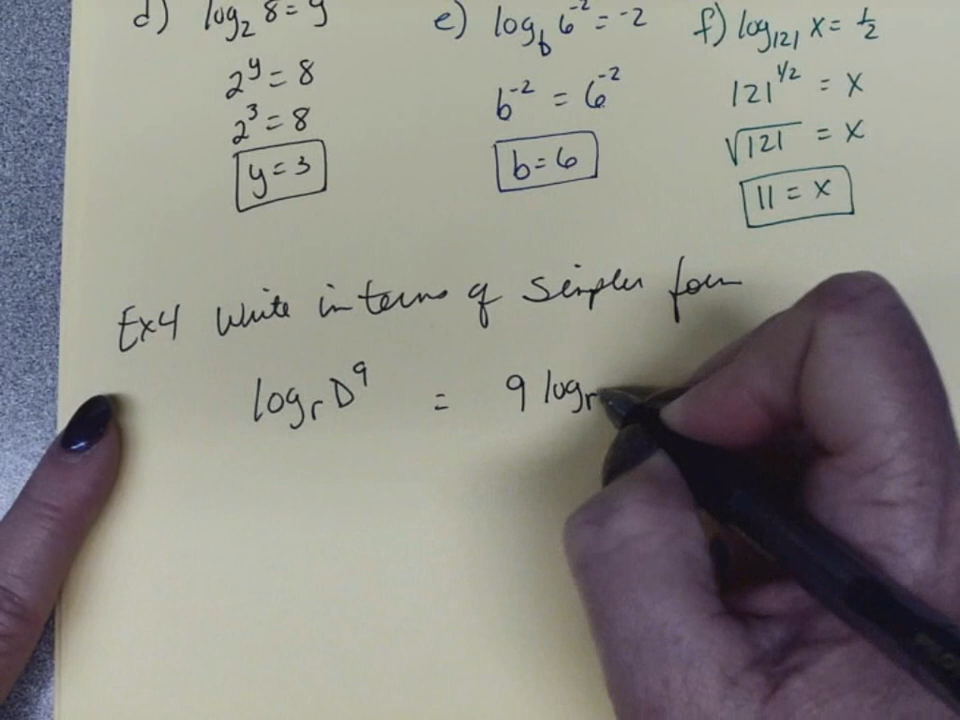 d) log₂ 8 = y
2^y = 8
2³ = 8
y = 3
e) log_b 6⁻² = -2
b⁻² = 6⁻²
b = 6
f) log₁₂₁ x = 1/2
121^(1/2) = x
√121 = x
11 = x
Ex4 Write in terms of simpler form
log_r D⁹ = 9 log_r